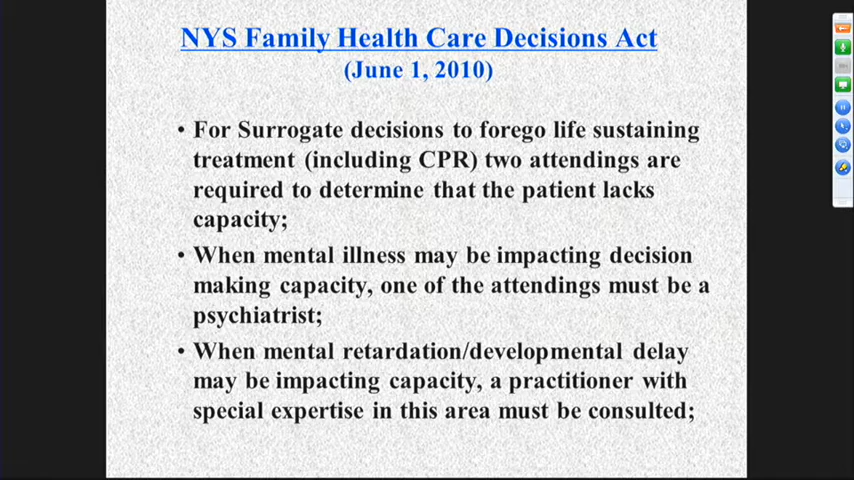 NYS Family Health Care Decisions Act
(June 1, 2010)
• For Surrogate decisions to forego life sustaining
treatment (including CPR) two attendings are
required to determine that the patient lacks
capacity;
• When mental illness may be impacting decision
making capacity, one of the attendings must be a
psychiatrist;
• When mental retardation/developmental delay
may be impacting capacity, a practitioner with
special expertise in this area must be consulted;